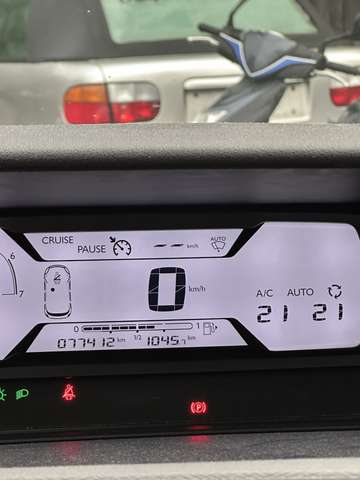 CRUISE
PAUSE -- km/h AUTO
6
7
0 km/h
A/C AUTO
21 21
0 1/2 1
077412 km 1045.7 km
P